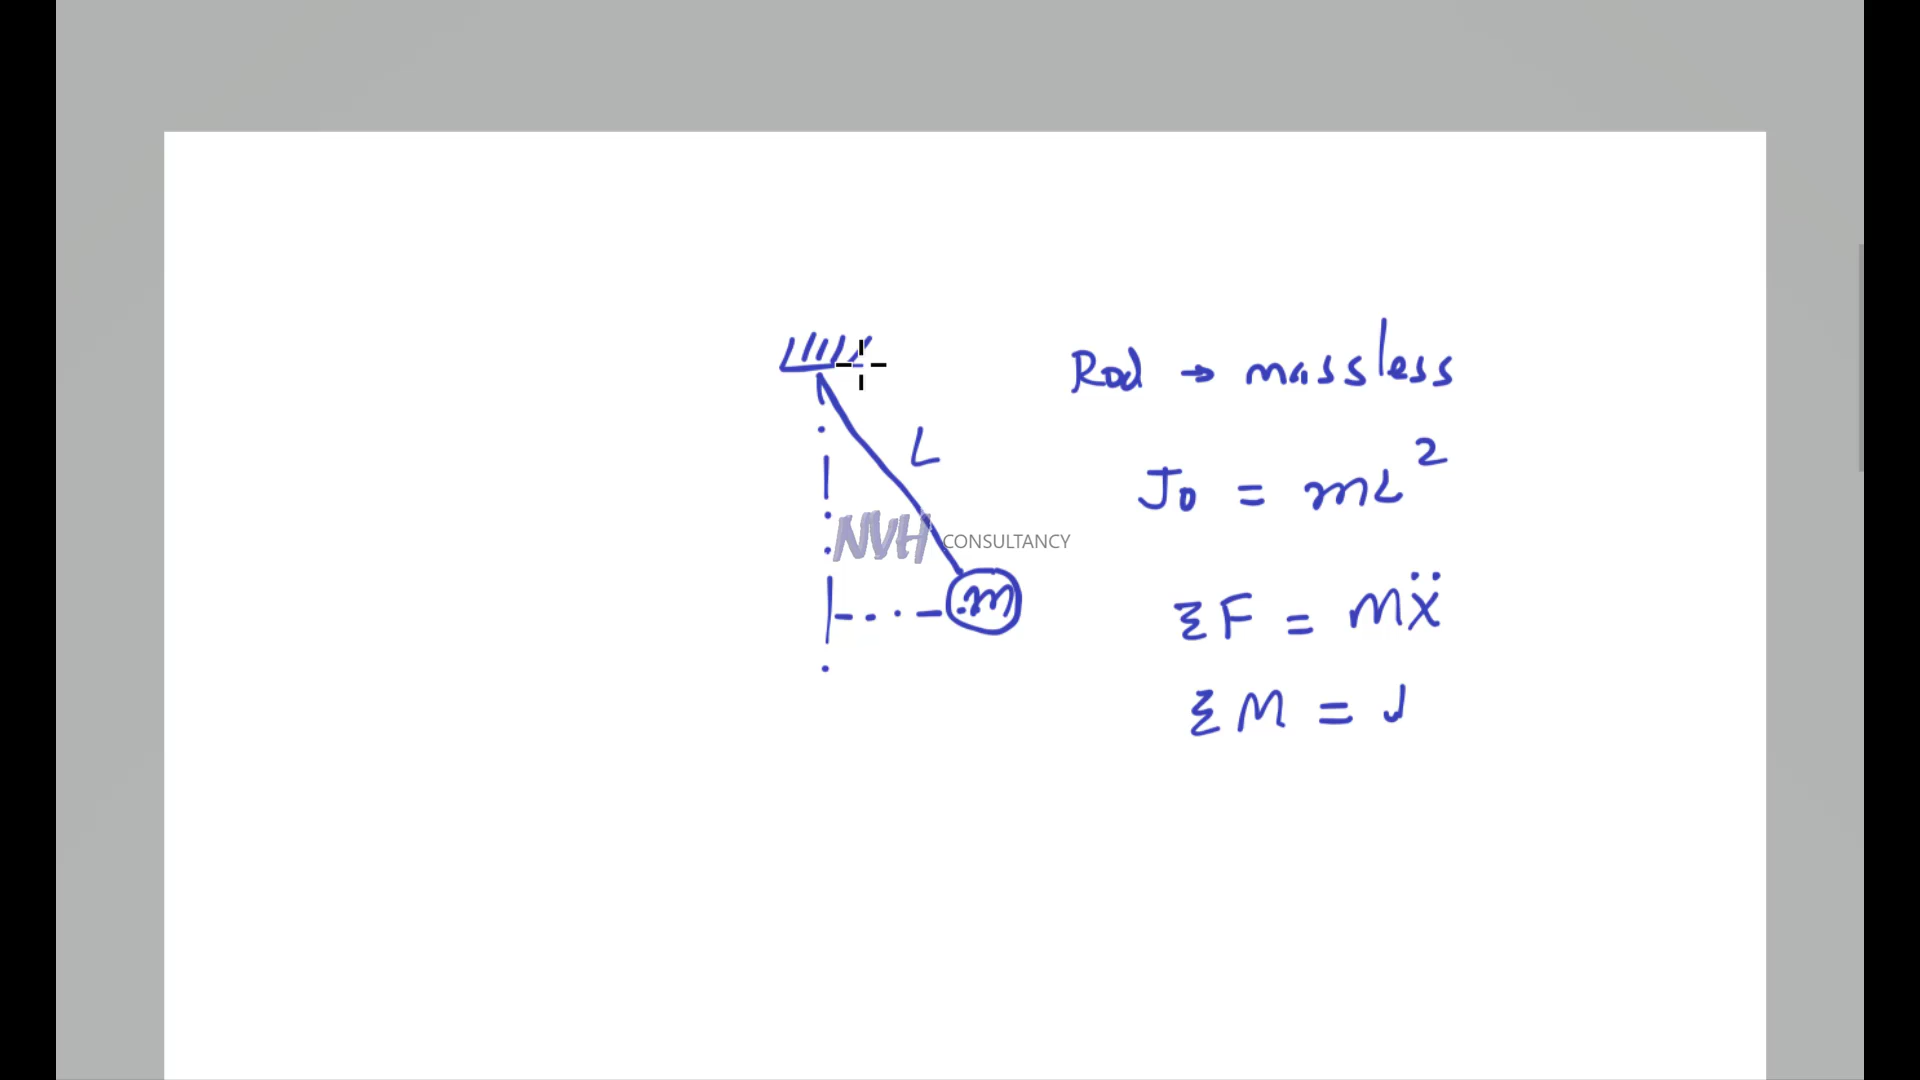 Rod → massless
L
J₀ = mL²
NVH CONSULTANCY
m
ΣF = mẍ
ΣM = J